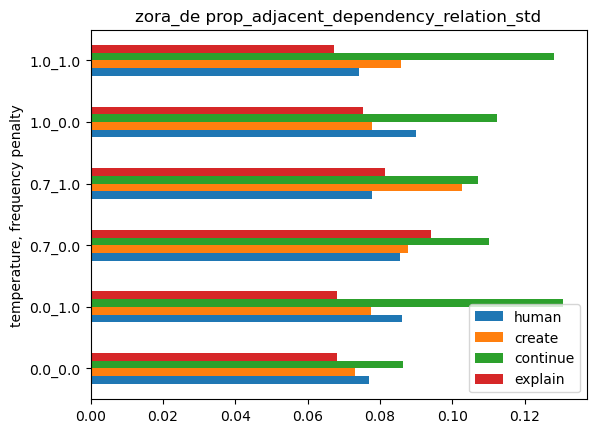 zora_de prop_adjacent_dependency_relation_std
temperature, frequency penalty
1.0_1.0
1.0_0.0
0.7_1.0
0.7_0.0
0.0_1.0
0.0_0.0
human
create
continue
explain
0.00 0.02 0.04 0.06 0.08 0.10 0.12